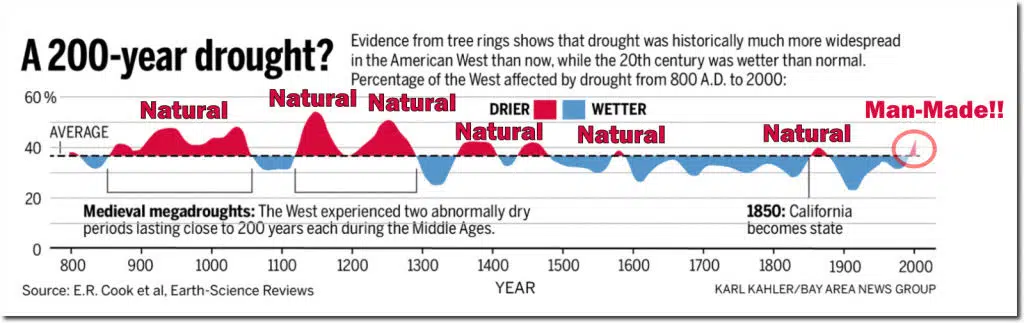 A 200-year drought?
Evidence from tree rings shows that drought was historically much more widespread
in the American West than now, while the 20th century was wetter than normal.
Percentage of the West affected by drought from 800 A.D. to 2000:
60 %
Natural
Natural
Natural
DRIER
WETTER
Man-Made!!
AVERAGE
Natural
Natural
Natural
40
20
Medieval megadroughts: The West experienced two abnormally dry
periods lasting close to 200 years each during the Middle Ages.
1850: California
becomes state
0
800 900 1000 1100 1200 1300 1400 1500 1600 1700 1800 1900 2000
Source: E.R. Cook et al, Earth-Science Reviews
YEAR
KARL KAHLER/BAY AREA NEWS GROUP